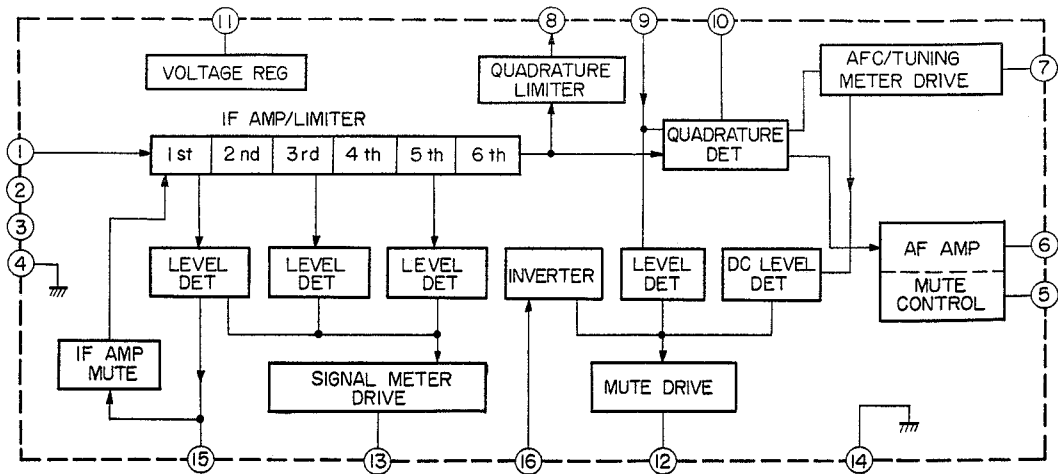 11
8
9
10
VOLTAGE REG
QUADRATURE
LIMITER
AFC/TUNING
METER DRIVE
7
IF AMP/LIMITER
1
1st 2nd 3rd 4th 5th 6th
QUADRATURE
DET
2
3
4
LEVEL
DET
LEVEL
DET
LEVEL
DET
INVERTER
LEVEL
DET
DC LEVEL
DET
AF AMP
6
MUTE
CONTROL
5
IF AMP
MUTE
SIGNAL METER
DRIVE
MUTE DRIVE
15
13
16
12
14